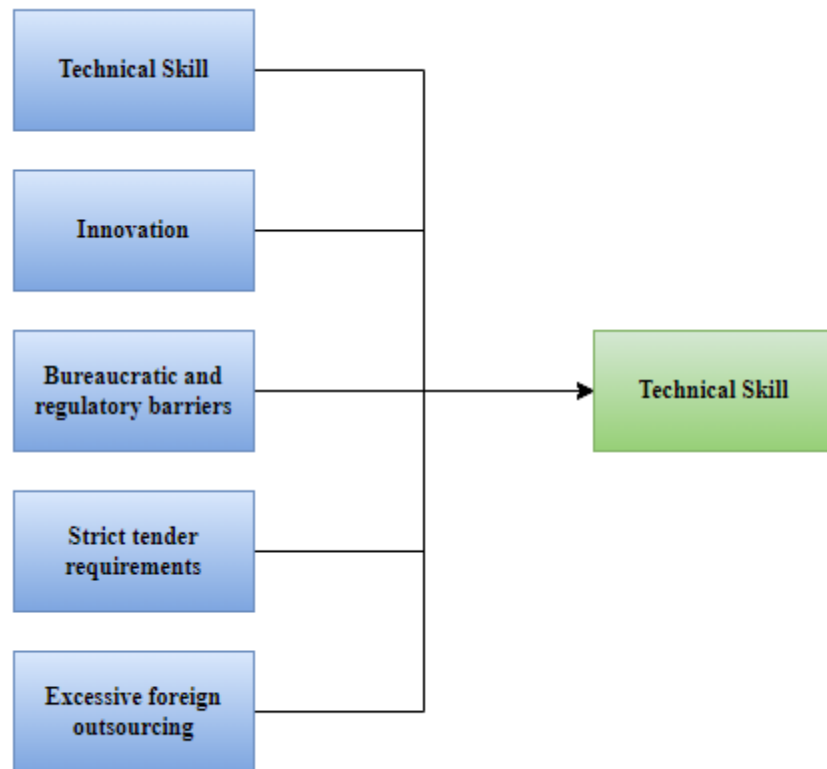 Technical Skill
Innovation
Bureaucratic and
regulatory barriers
Technical Skill
Strict tender
requirements
Excessive foreign
outsourcing